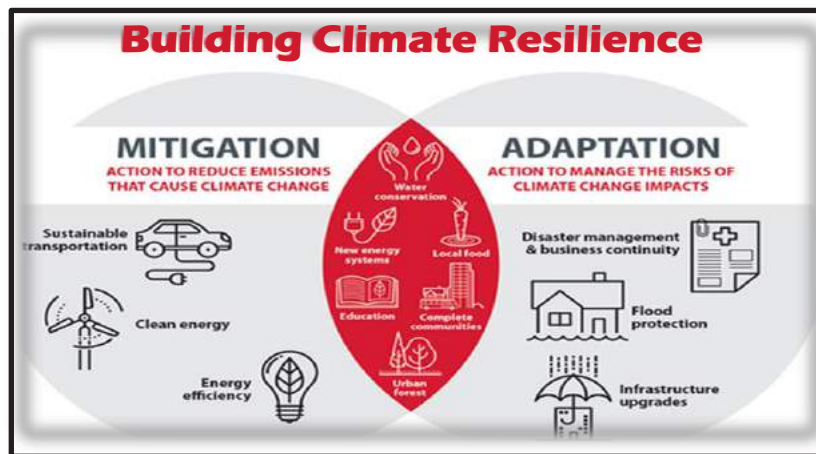 Building Climate Resilience
MITIGATION
ACTION TO REDUCE EMISSIONS
THAT CAUSE CLIMATE CHANGE
Sustainable
transportation
Clean energy
Energy
efficiency
Water
conservation
New energy
systems
Local food
Education
Complete
communities
Urban
forest
ADAPTATION
ACTION TO MANAGE THE RISKS OF
CLIMATE CHANGE IMPACTS
Disaster management
& business continuity
Flood
protection
Infrastructure
upgrades